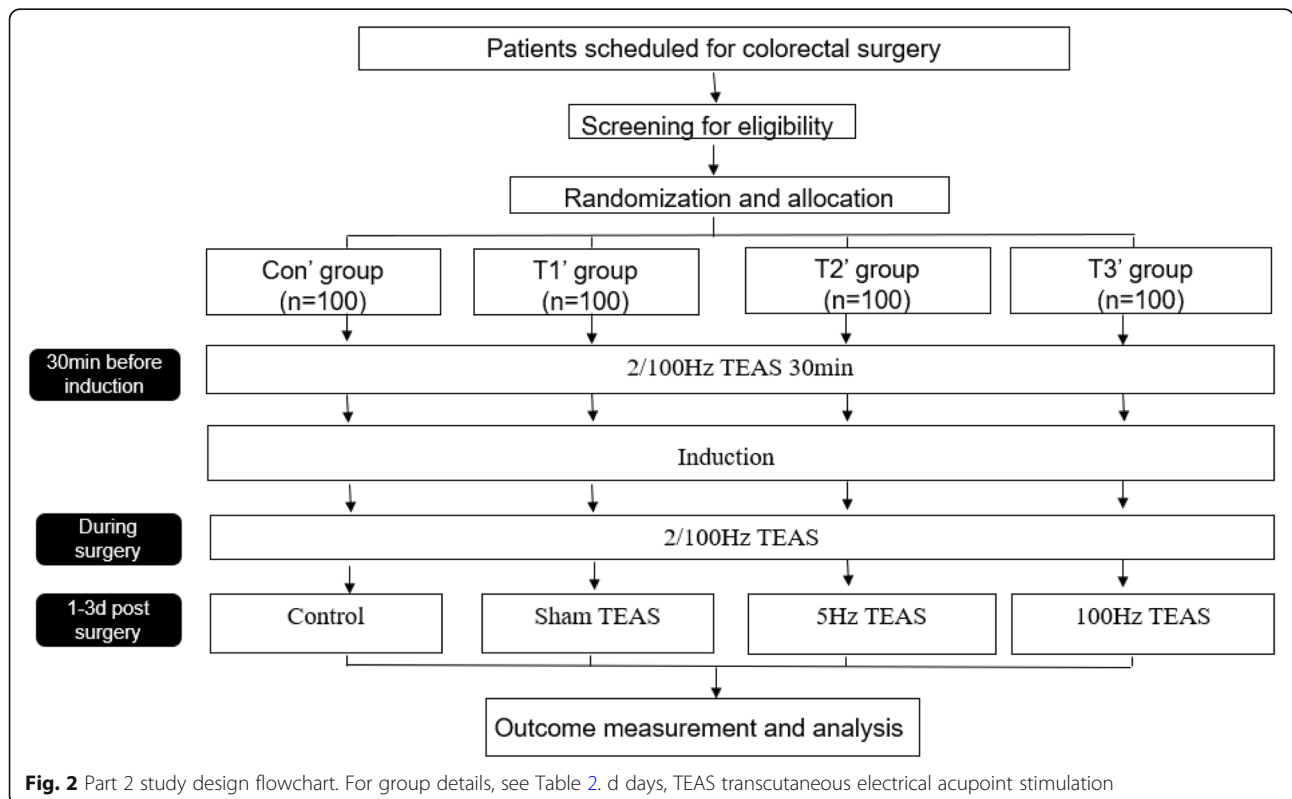 Patients scheduled for colorectal surgery
Screening for eligibility
Randomization and allocation
Con' group
(n=100)
T1' group
(n=100)
T2' group
(n=100)
T3' group
(n=100)
30min before
induction
2/100Hz TEAS 30min
Induction
During
surgery
2/100Hz TEAS
1-3d post
surgery
Control
Sham TEAS
5Hz TEAS
100Hz TEAS
Outcome measurement and analysis
Fig. 2 Part 2 study design flowchart. For group details, see Table 2. d days, TEAS transcutaneous electrical acupoint stimulation